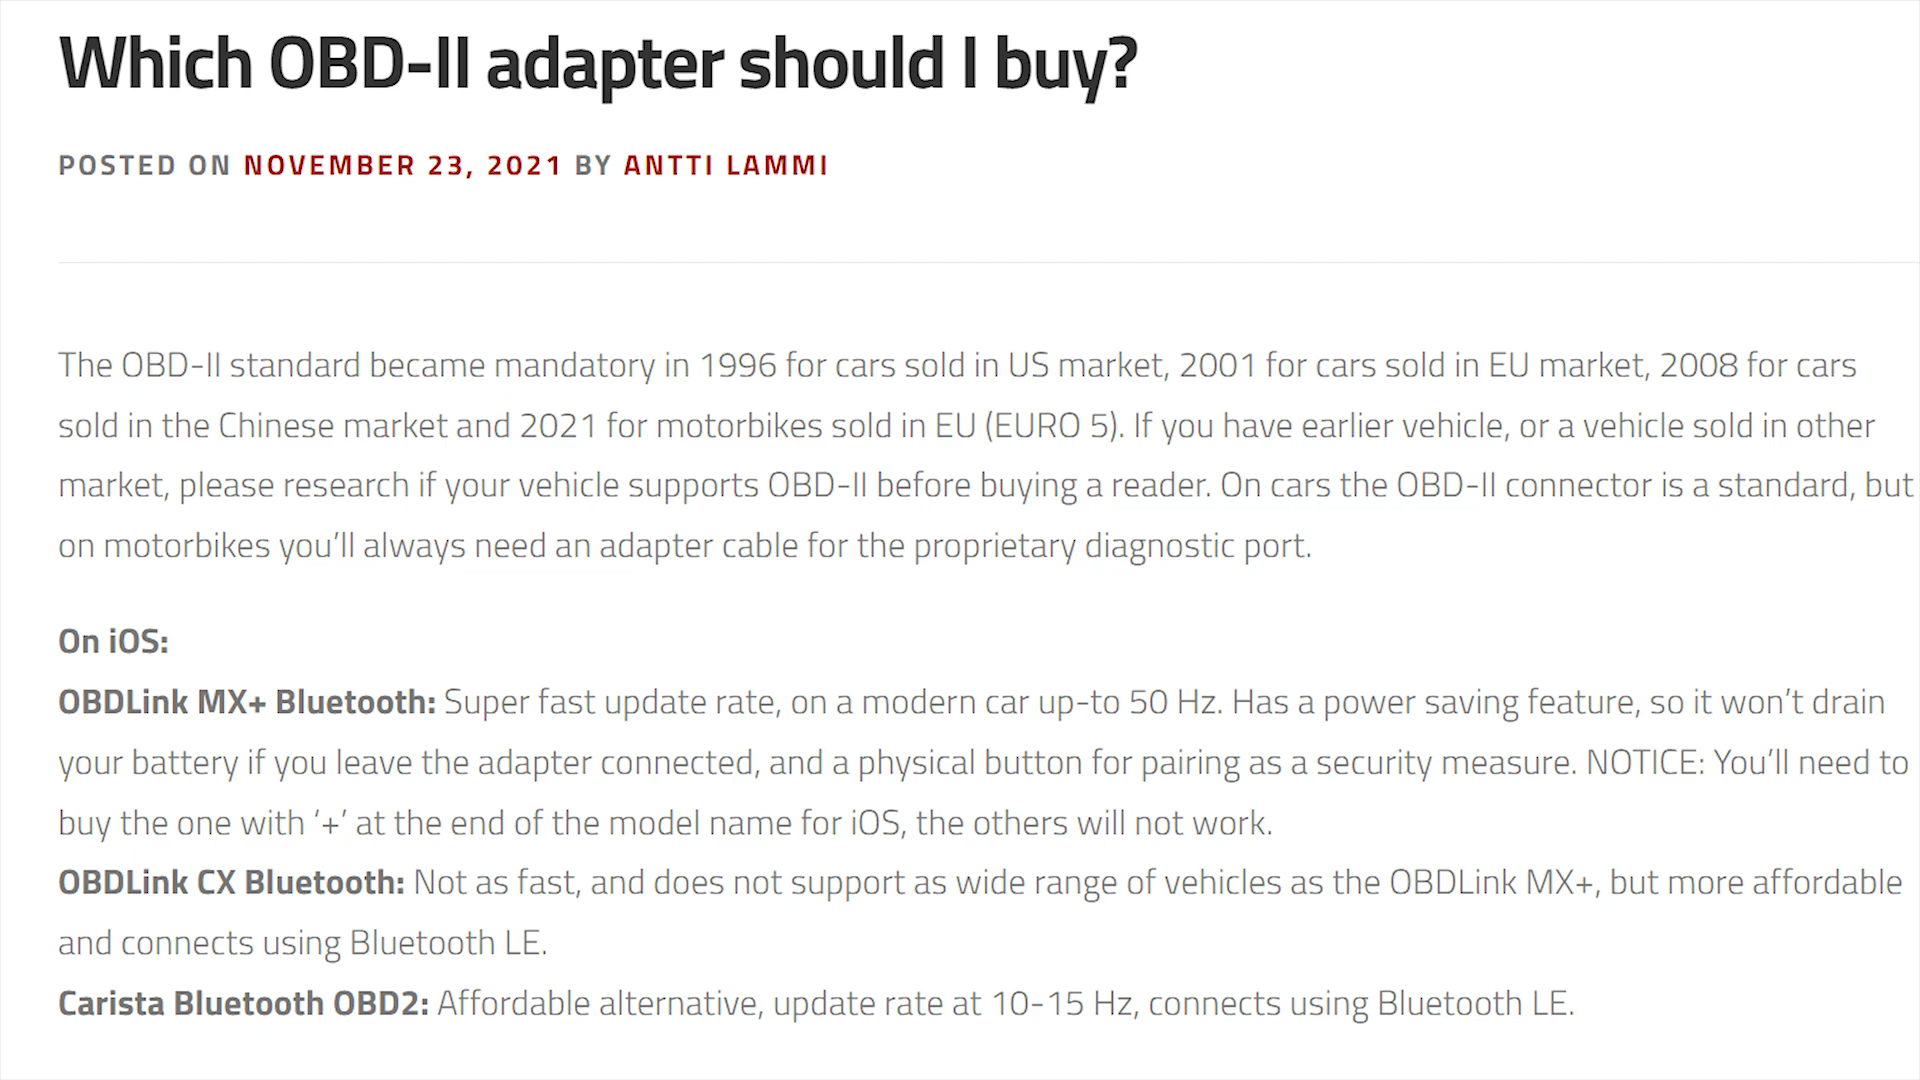 Which OBD-II adapter should I buy?
POSTED ON NOVEMBER 23, 2021 BY ANTTI LAMMI
The OBD-II standard became mandatory in 1996 for cars sold in US market, 2001 for cars sold in EU market, 2008 for cars
sold in the Chinese market and 2021 for motorbikes sold in EU (EURO 5). If you have earlier vehicle, or a vehicle sold in other
market, please research if your vehicle supports OBD-II before buying a reader. On cars the OBD-II connector is a standard, but
on motorbikes you’ll always need an adapter cable for the proprietary diagnostic port.
On iOS:
OBDLink MX+ Bluetooth: Super fast update rate, on a modern car up-to 50 Hz. Has a power saving feature, so it won’t drain
your battery if you leave the adapter connected, and a physical button for pairing as a security measure. NOTICE: You’ll need to
buy the one with ‘+’ at the end of the model name for iOS, the others will not work.
OBDLink CX Bluetooth: Not as fast, and does not support as wide range of vehicles as the OBDLink MX+, but more affordable
and connects using Bluetooth LE.
Carista Bluetooth OBD2: Affordable alternative, update rate at 10-15 Hz, connects using Bluetooth LE.